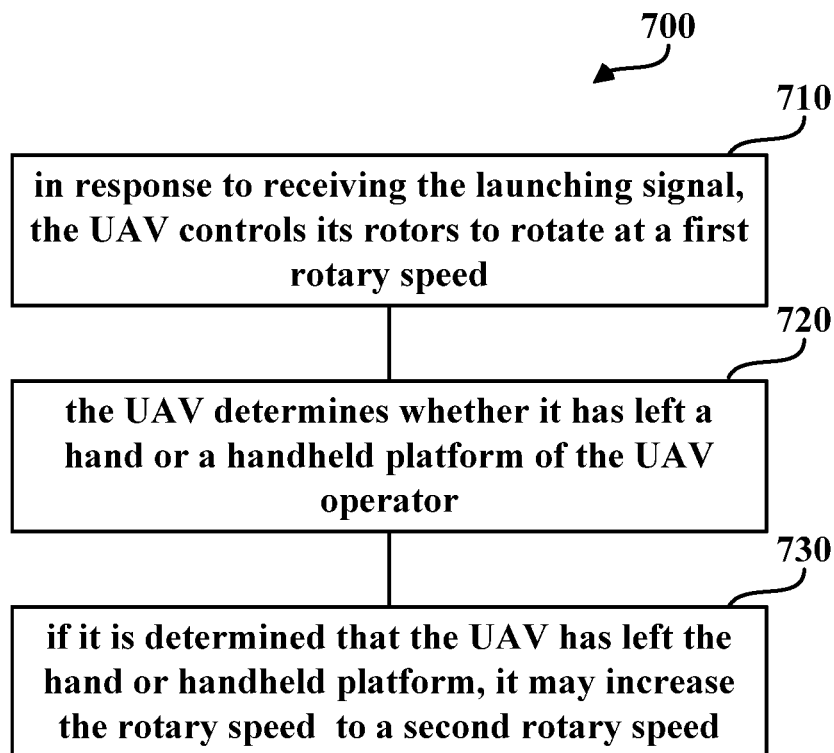 700
710
in response to receiving the launching signal,
the UAV controls its rotors to rotate at a first
rotary speed
720
the UAV determines whether it has left a
hand or a handheld platform of the UAV
operator
730
if it is determined that the UAV has left the
hand or handheld platform, it may increase
the rotary speed to a second rotary speed